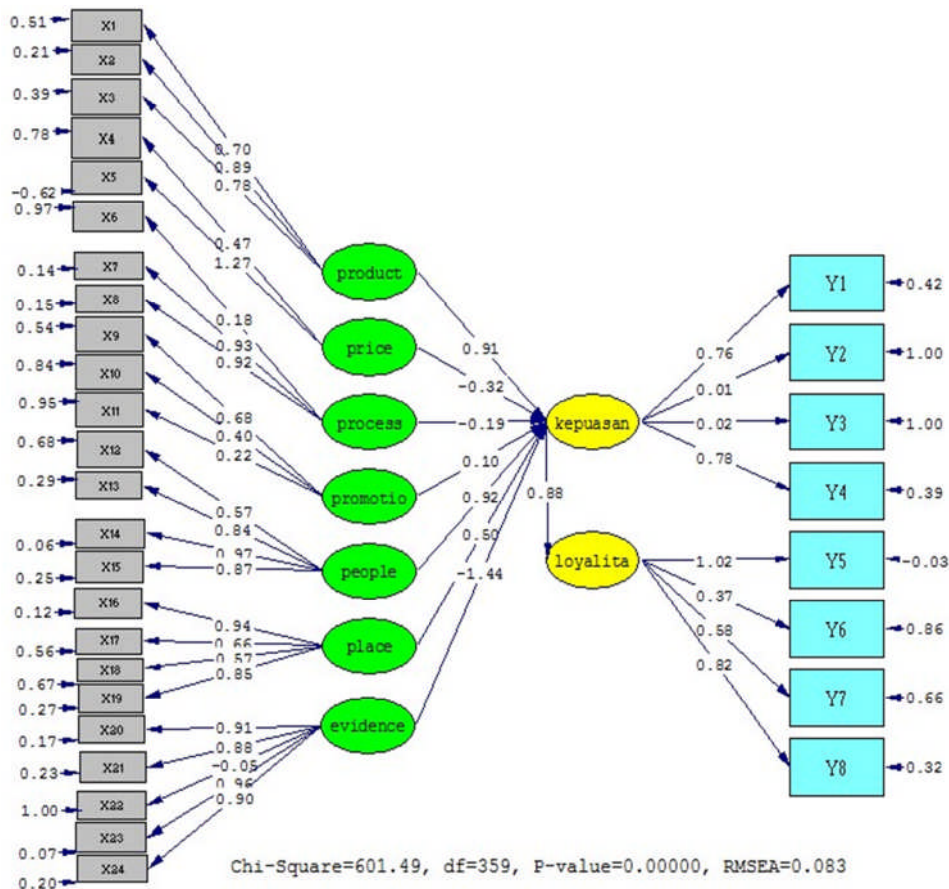 0.51 X1
0.21 X2
0.39 X3
0.78 X4
-0.62 X5
0.97 X6
0.14 X7
0.15 X8
0.54 X9
0.84 X10
0.95 X11
0.68 X12
0.29 X13
0.06 X14
0.25 X15
0.12 X16
0.56 X17
0.67 X18
0.27 X19
0.17 X20
0.23 X21
1.00 X22
0.07 X23
0.20 X24
0.70
0.89
0.78
0.47
1.27
0.18
0.93
0.92
0.68
0.40
0.22
0.57
0.84
0.97
0.87
0.94
0.66
0.57
0.85
0.91
0.88
-0.05
0.96
0.90
product
price
process
promotio
people
place
evidence
0.91
-0.32
-0.19
0.10
0.92
0.50
-1.44
kepuasan
0.88
loyalita
0.76
0.01
0.02
0.78
1.02
0.37
0.58
0.82
Y1 0.42
Y2 1.00
Y3 1.00
Y4 0.39
Y5 -0.03
Y6 0.86
Y7 0.66
Y8 0.32
Chi-Square=601.49, df=359, P-value=0.00000, RMSEA=0.083